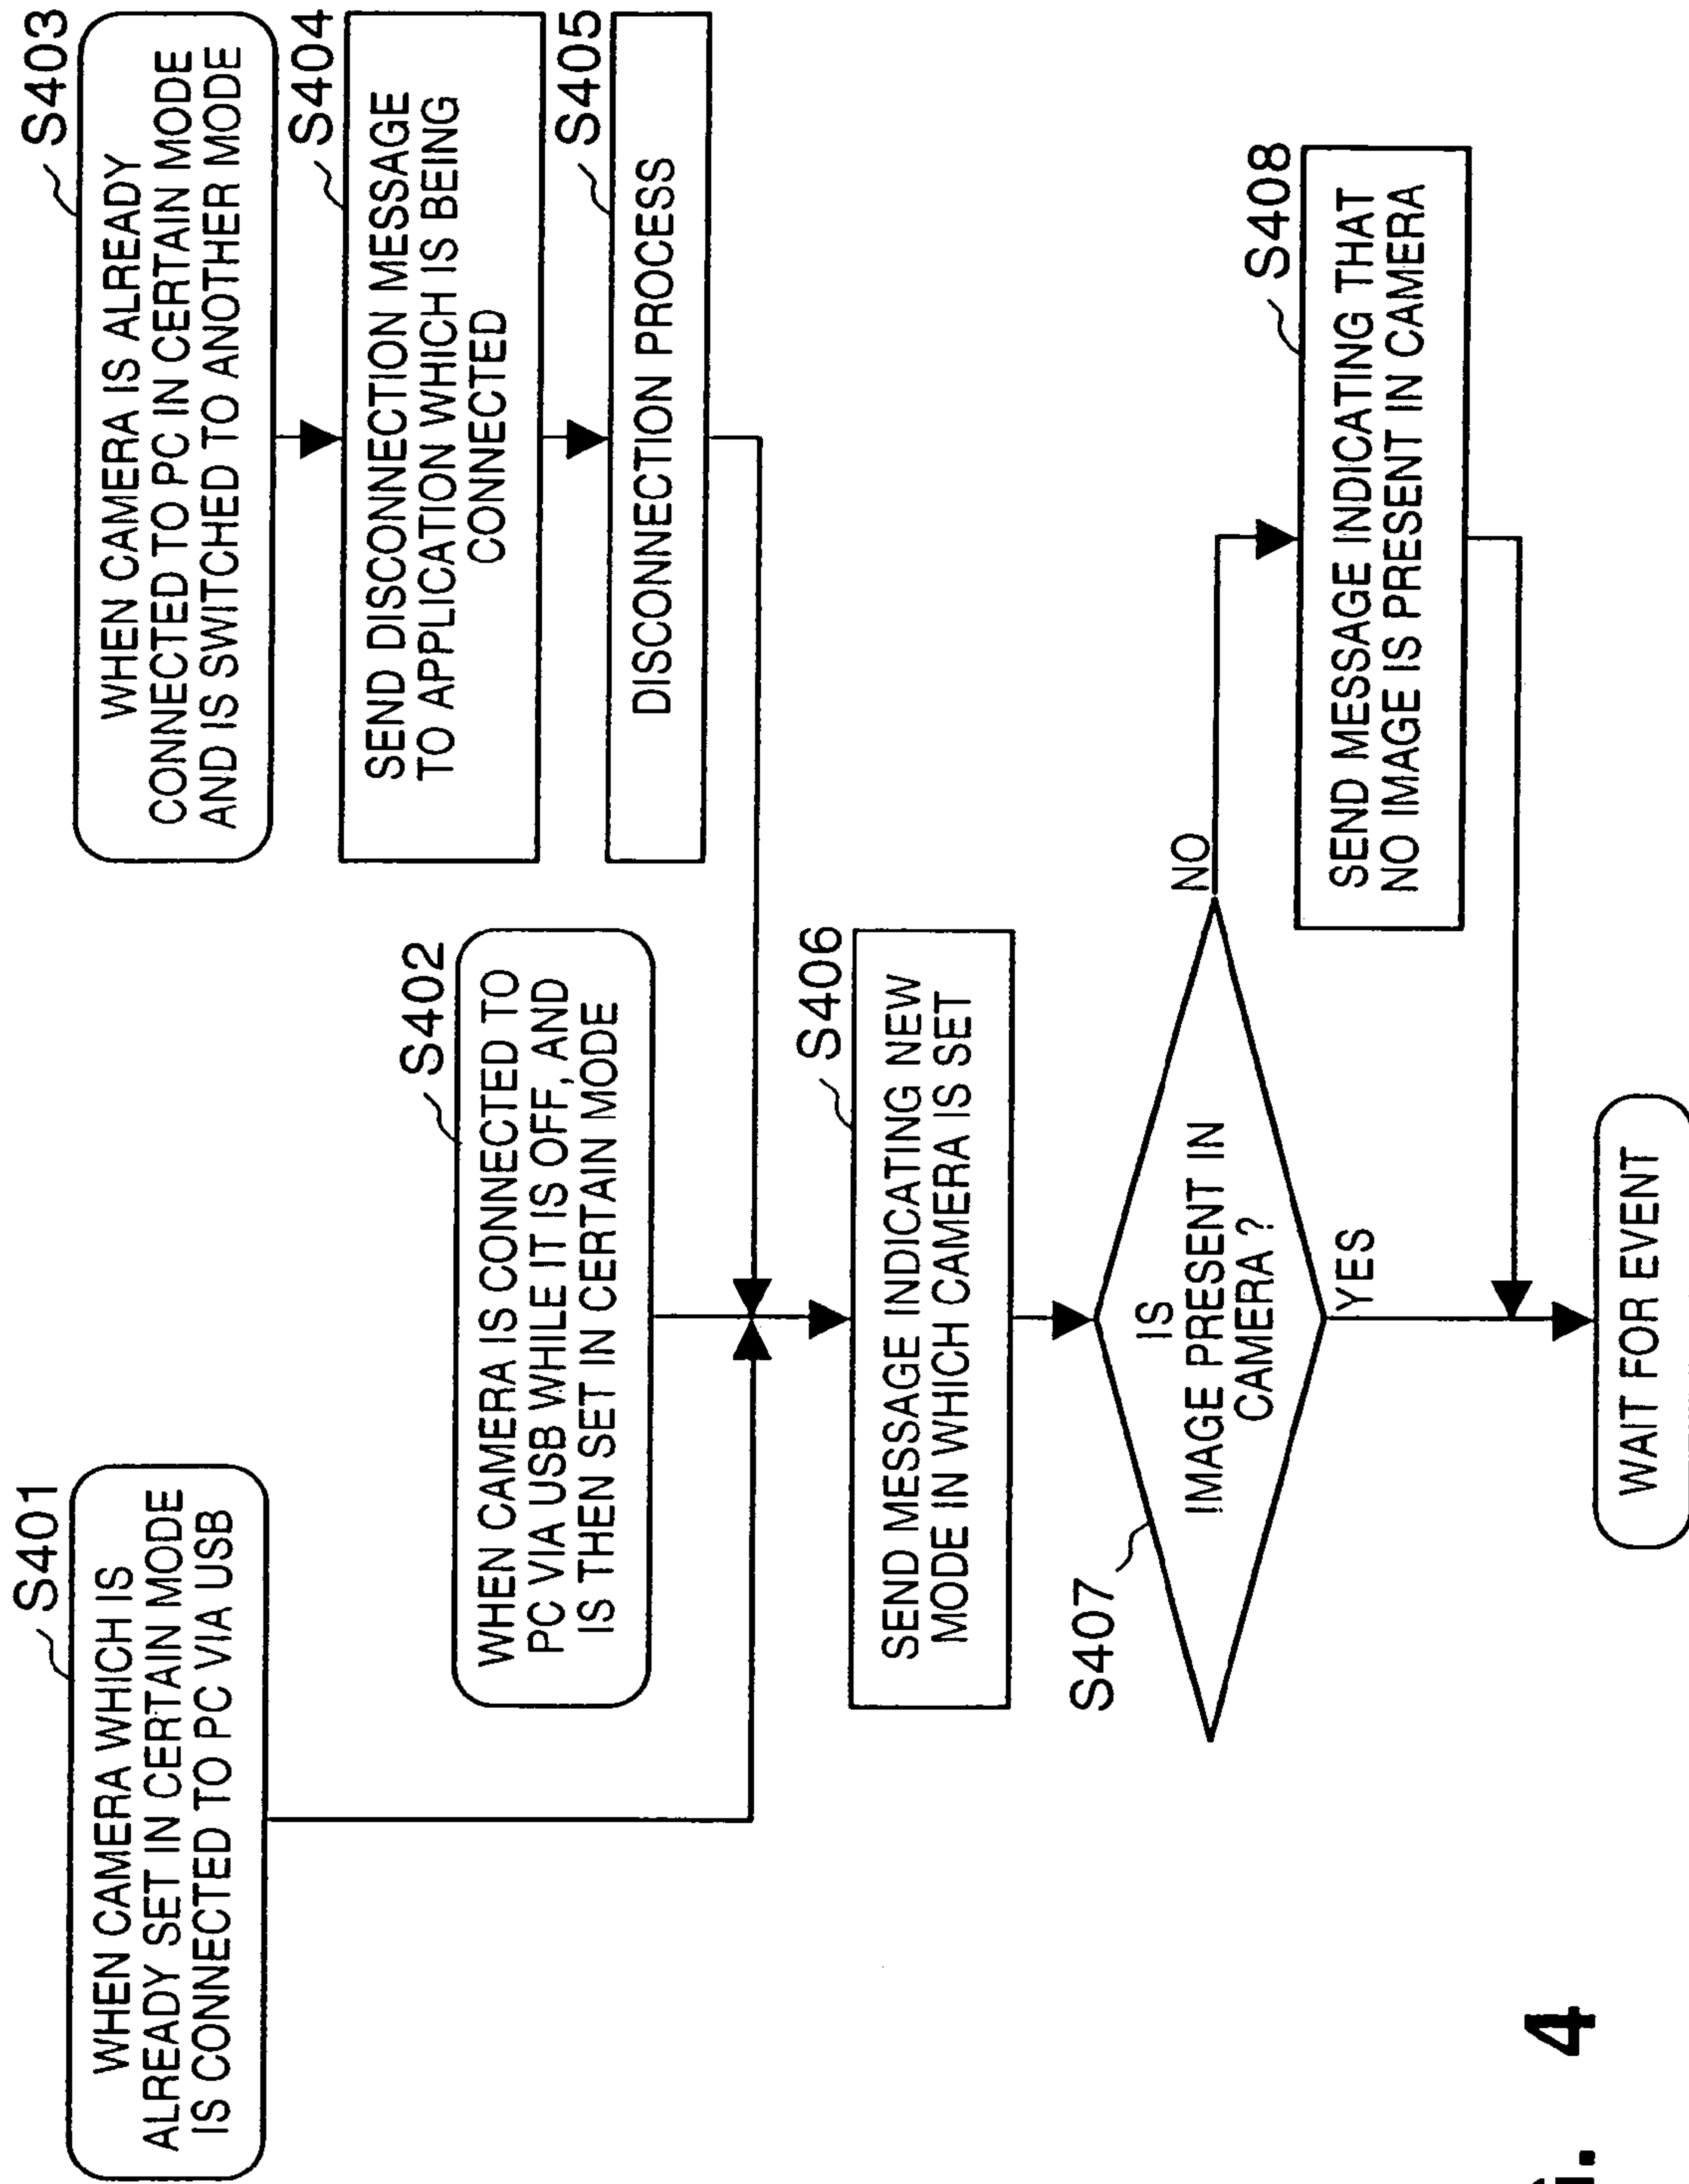 S401
WHEN CAMERA WHICH IS
ALREADY SET IN CERTAIN MODE
IS CONNECTED TO PC VIA USB
S402
WHEN CAMERA IS CONNECTED TO
PC VIA USB WHILE IT IS OFF, AND
IS THEN SET IN CERTAIN MODE
S403
WHEN CAMERA IS ALREADY
CONNECTED TO PC IN CERTAIN MODE
AND IS SWITCHED TO ANOTHER MODE
S404
SEND DISCONNECTION MESSAGE
TO APPLICATION WHICH IS BEING
CONNECTED
S405
DISCONNECTION PROCESS
S406
SEND MESSAGE INDICATING NEW
MODE IN WHICH CAMERA IS SET
S407
IS
IMAGE PRESENT IN
CAMERA ?
NO
YES
S408
SEND MESSAGE INDICATING THAT
NO IMAGE IS PRESENT IN CAMERA
WAIT FOR EVENT
4